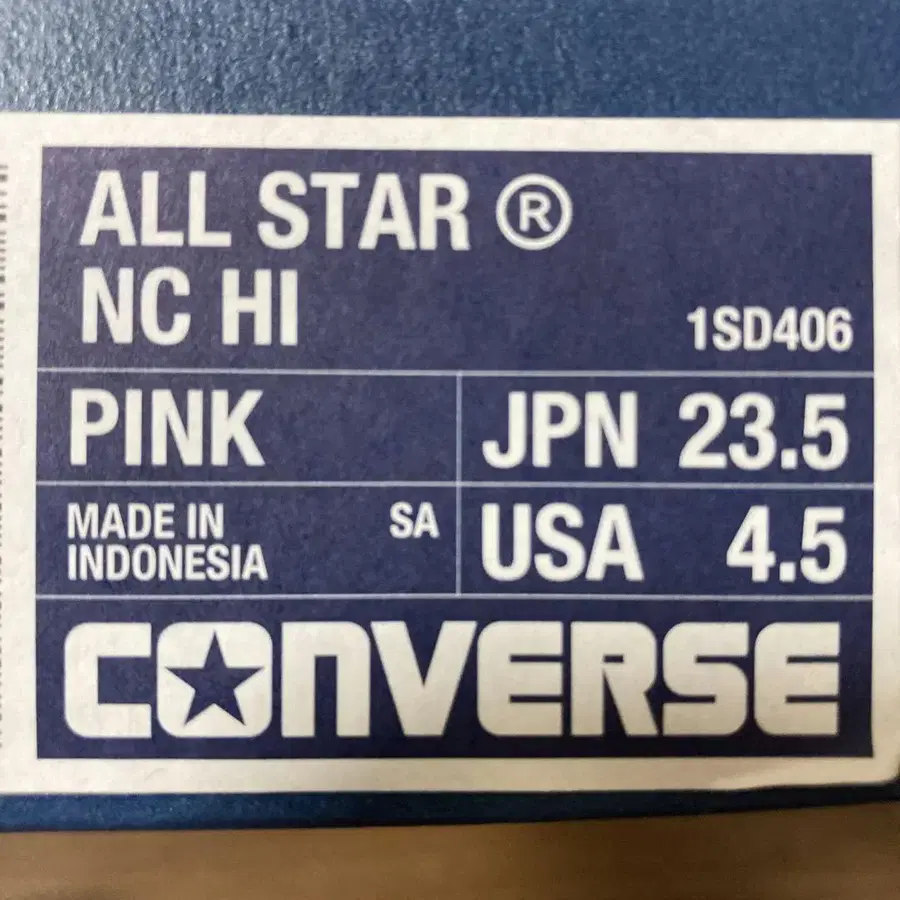 ALL STAR ®
NC HI
1SD406
PINK
JPN 23.5
MADE IN
INDONESIA
SA
USA 4.5
CONVERSE